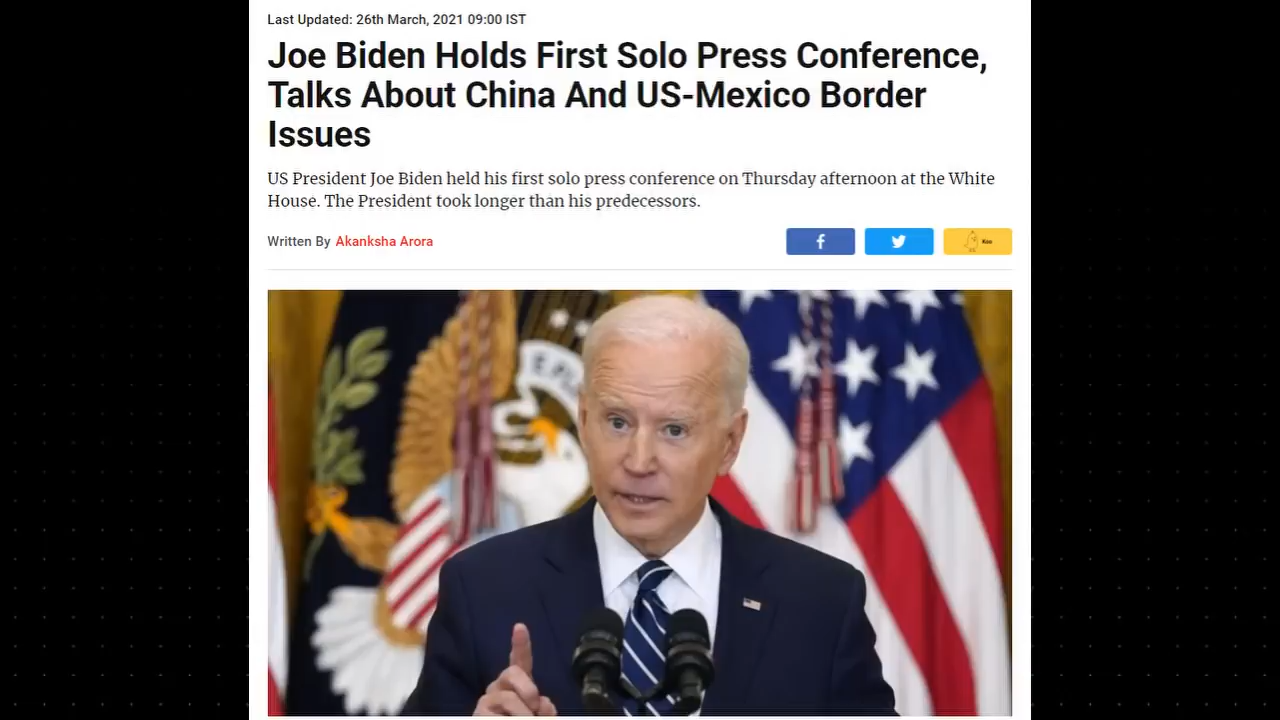 Last Updated: 26th March, 2021 09:00 IST
Joe Biden Holds First Solo Press Conference,
Talks About China And US-Mexico Border
Issues
US President Joe Biden held his first solo press conference on Thursday afternoon at the White
House. The President took longer than his predecessors.
Written By Akanksha Arora
Koo
E PLU